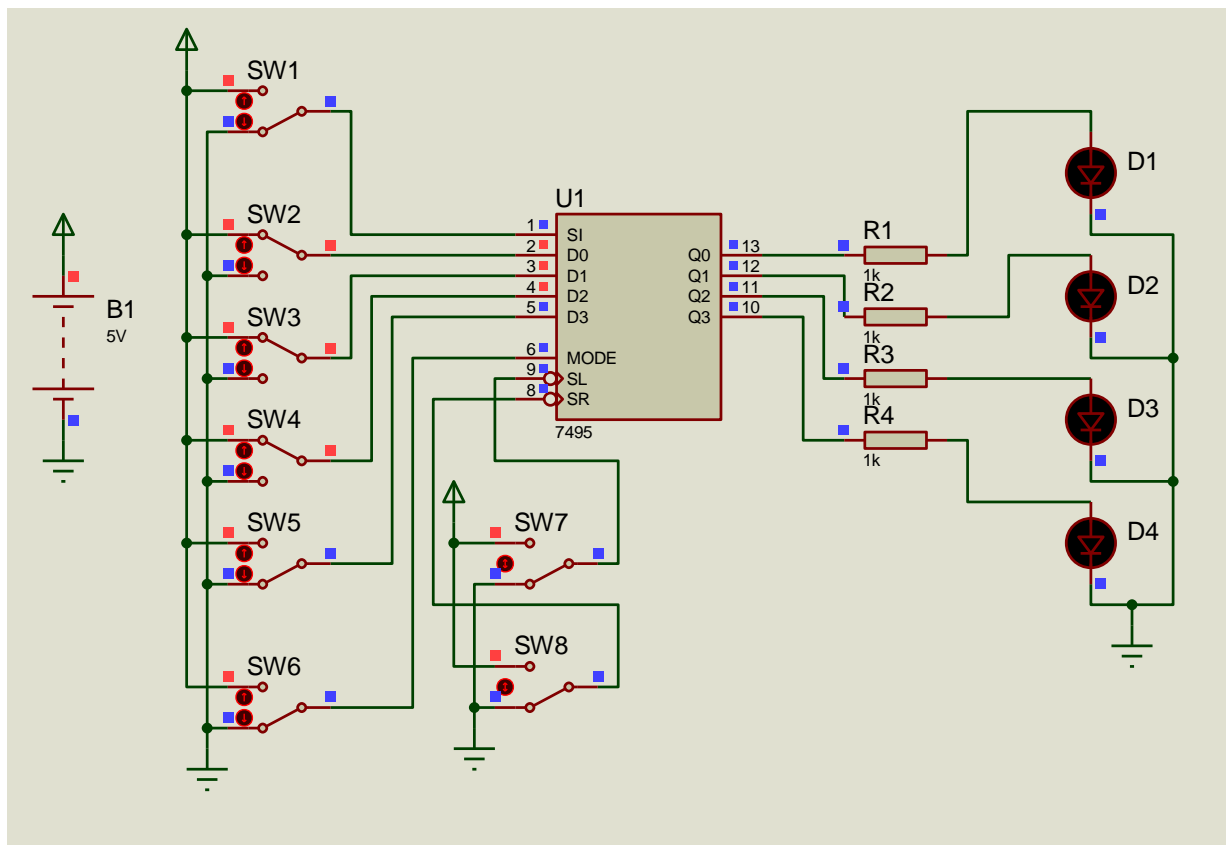 SW1
SW2
SW3
SW4
SW5
SW6
B1
5V
U1
1 SI
2 D0
3 D1
4 D2
5 D3
6 MODE
9 SL
8 SR
Q0 13
Q1 12
Q2 11
Q3 10
7495
SW7
SW8
R1
1k
R2
1k
R3
1k
R4
1k
D1
D2
D3
D4